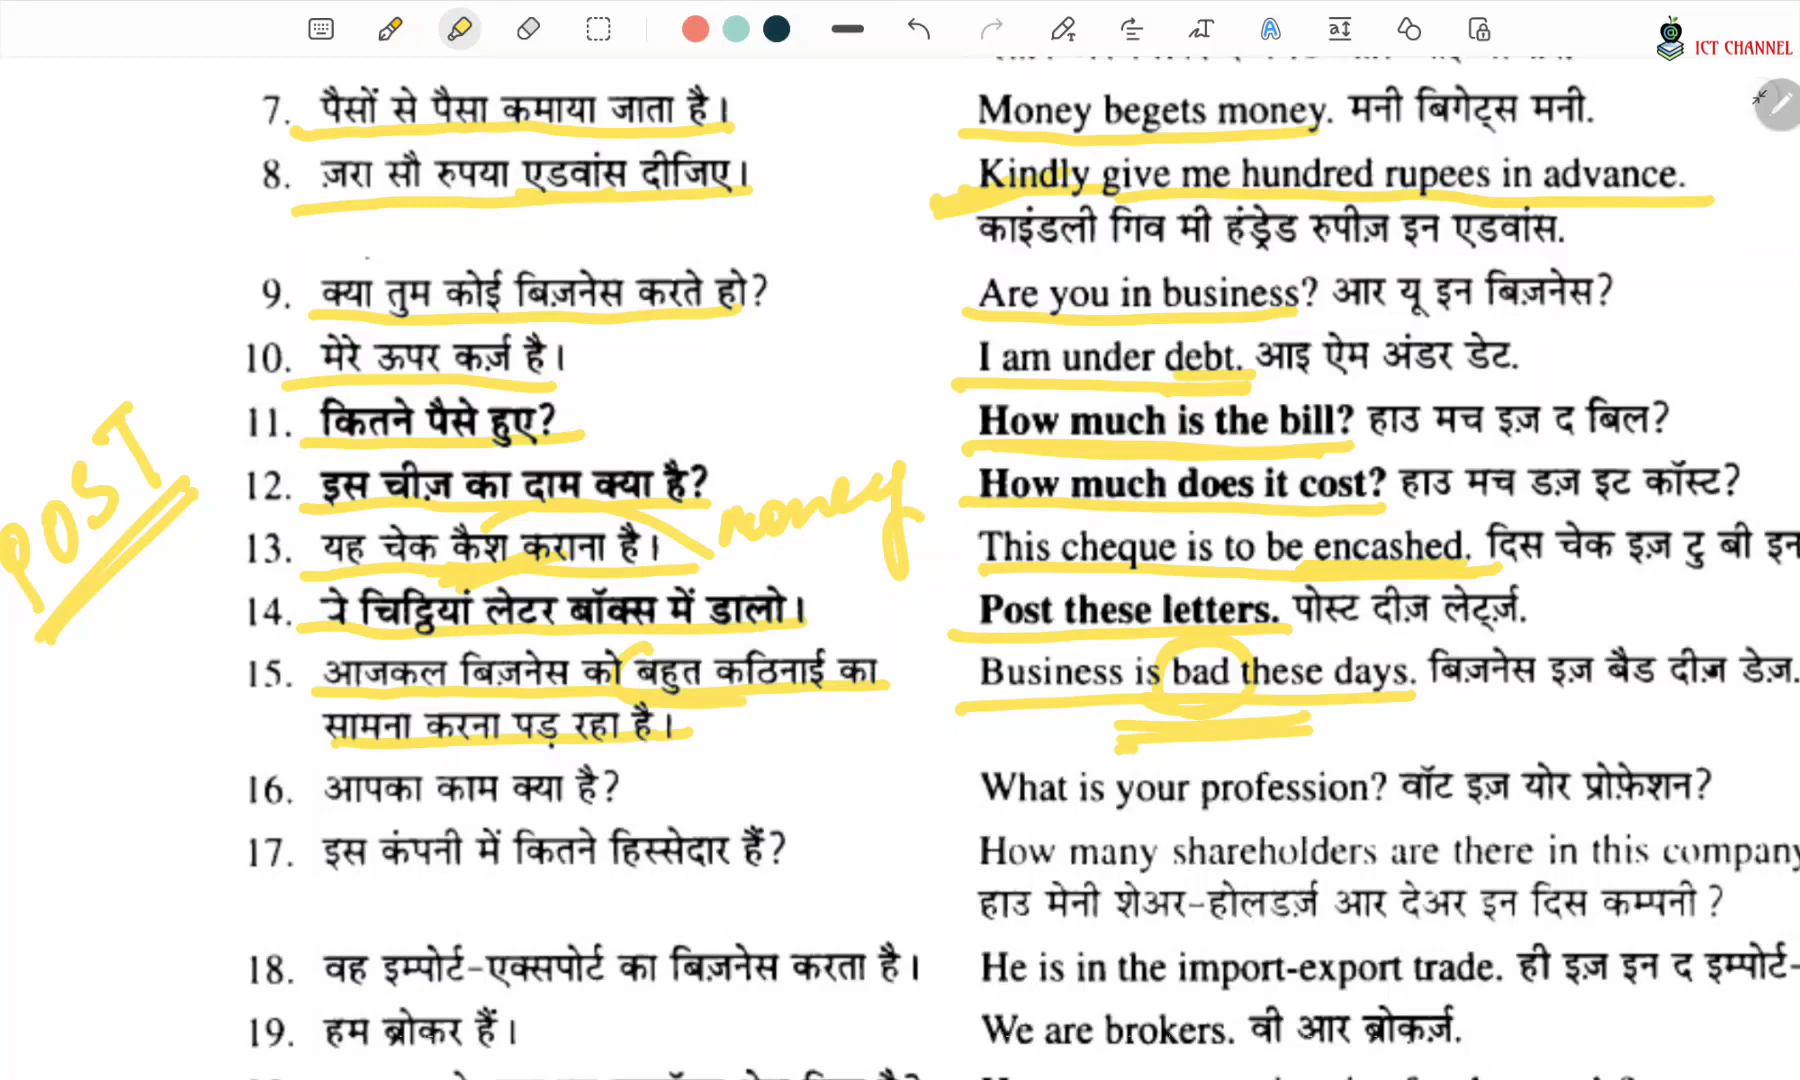 ICT CHANNEL
7. पैसों से पैसा कमाया जाता है। Money begets money. मनी बिगेट्स मनी.
8. ज़रा सौ रुपया एडवांस दीजिए। Kindly give me hundred rupees in advance.
काइंडली गिव मी हंड्रेड रुपीज़ इन एडवांस.
9. क्या तुम कोई बिज़नेस करते हो? Are you in business? आर यू इन बिज़नेस?
10. मेरे ऊपर कर्ज़ है। I am under debt. आइ ऐम अंडर डेट.
11. कितने पैसे हुए? How much is the bill? हाउ मच इज़ द बिल?
POST
12. इस चीज़ का दाम क्या है? How much does it cost? हाउ मच डज़ इट कॉस्ट?
money
13. यह चेक कैश कराना है। This cheque is to be encashed. दिस चेक इज़ टु बी इन
14. ये चिट्ठियां लेटर बॉक्स में डालो। Post these letters. पोस्ट दीज़ लेट्र्ज़.
15. आजकल बिज़नेस को बहुत कठिनाई का Business is bad these days. बिज़नेस इज़ बैड दीज़ डेज़.
सामना करना पड़ रहा है।
16. आपका काम क्या है? What is your profession? वॉट इज़ योर प्रोफ़ेशन?
17. इस कंपनी में कितने हिस्सेदार हैं? How many shareholders are there in this company
हाउ मेनी शेअर-होलडर्ज़ आर देअर इन दिस कम्पनी ?
18. वह इम्पोर्ट-एक्सपोर्ट का बिज़नेस करता है। He is in the import-export trade. ही इज़ इन द इम्पोर्ट-
19. हम ब्रोकर हैं। We are brokers. वी आर ब्रोकर्ज़.